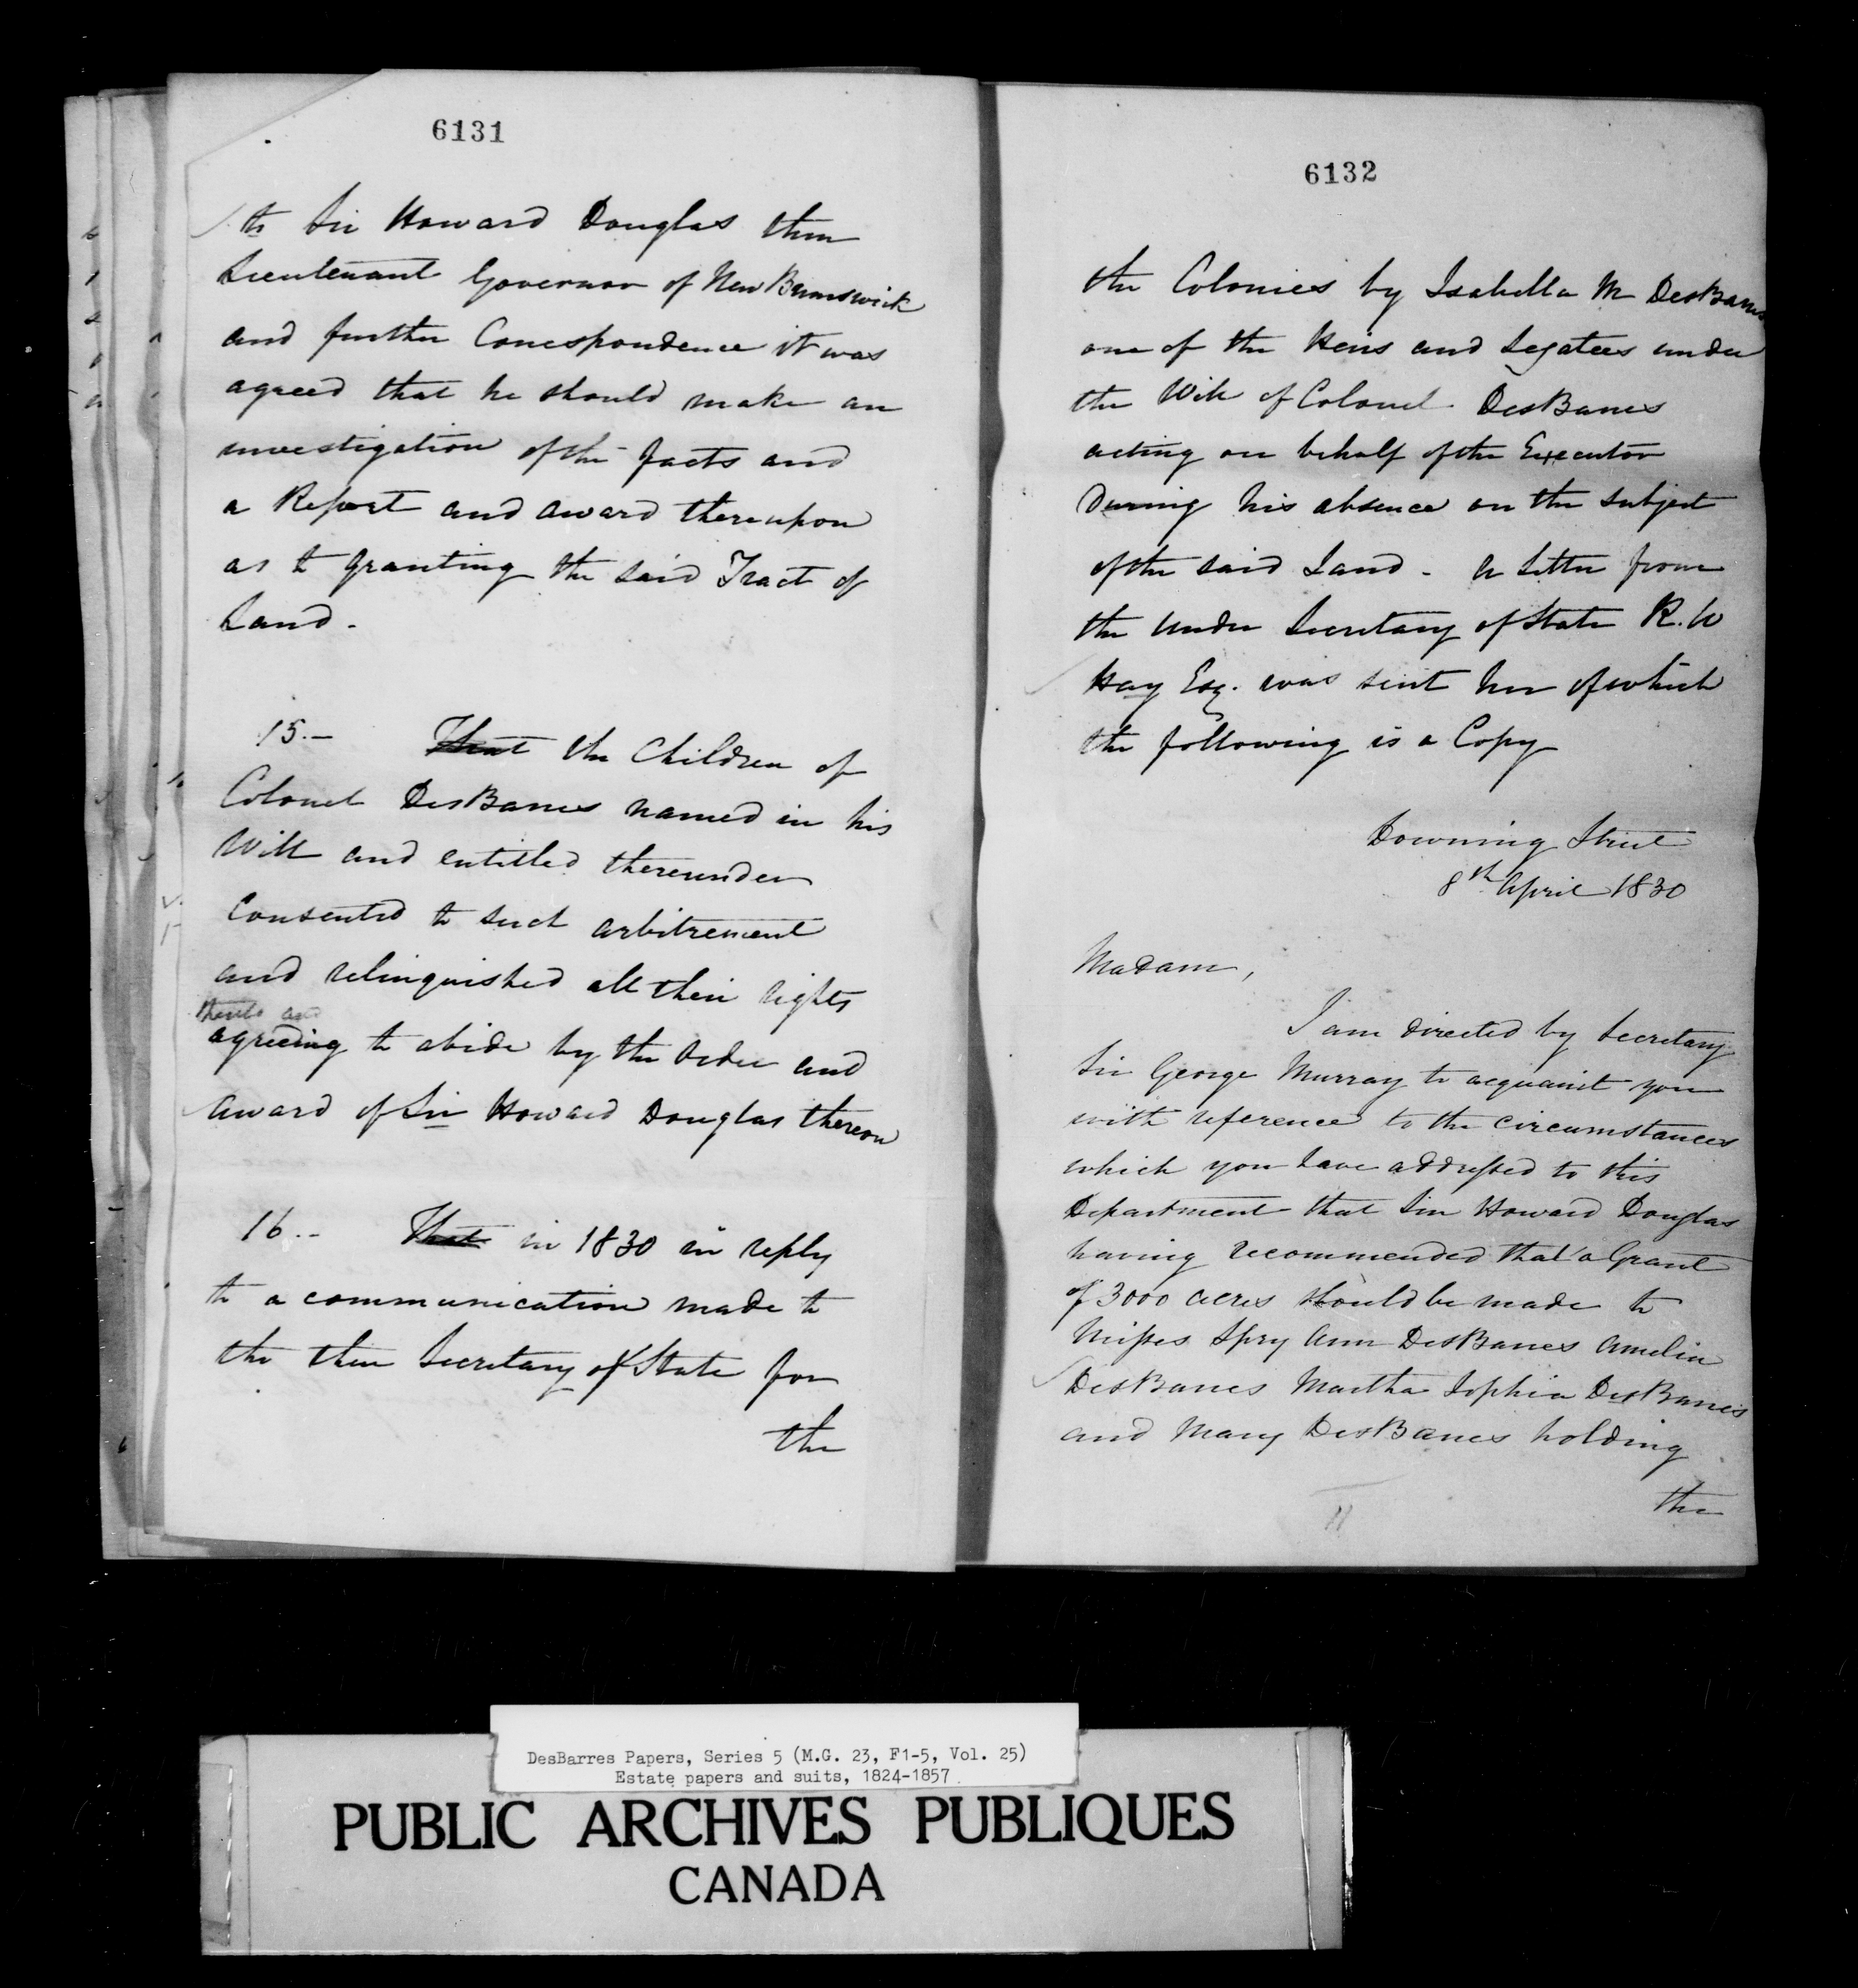 6131
to Sir Howard Douglas then
Lieutenant Governor of New Brunswick
and further Correspondence it was
agreed that he should make an
investigation of the facts and
a Report and award thereupon
as to granting the said Tract of
Land.
15.- That the Children of
Colonel DesBarres named in his
Will and entitled thereunder
consented to such arbitrement
and relinquished all their rights
thereto and
agreeing to abide by the Order and
award of Sir Howard Douglas thereon
16.- That in 1830 in reply
to a communication made to
the then Secretary of State for
the
6132
the Colonies by Isabella M DesBarres
one of the Heirs and Legatees under
the Will of Colonel DesBarres
acting on behalf of the Executor
During his absence on the subject
of the said Land - a Letter from
the Under Secretary of State R. W
Hay Esq. was sent her of which
the following is a Copy
Downing Street
8th April 1830
Madam,
I am directed by Secretary
Sir George Murray to acquaint you
with reference to the circumstances
which you have addressed to this
Department that Sir Howard Douglas
having recommended that a Grant
of 3000 acres should be made to
Misses Spry Ann DesBarres Amelia
DesBarres Martha Sophia DesBarres
and Mary DesBarres holding
the
DesBarres Papers, Series 5 (M.G. 23, F1-5, Vol. 25)
Estate papers and suits, 1824-1857
PUBLIC ARCHIVES PUBLIQUES
CANADA